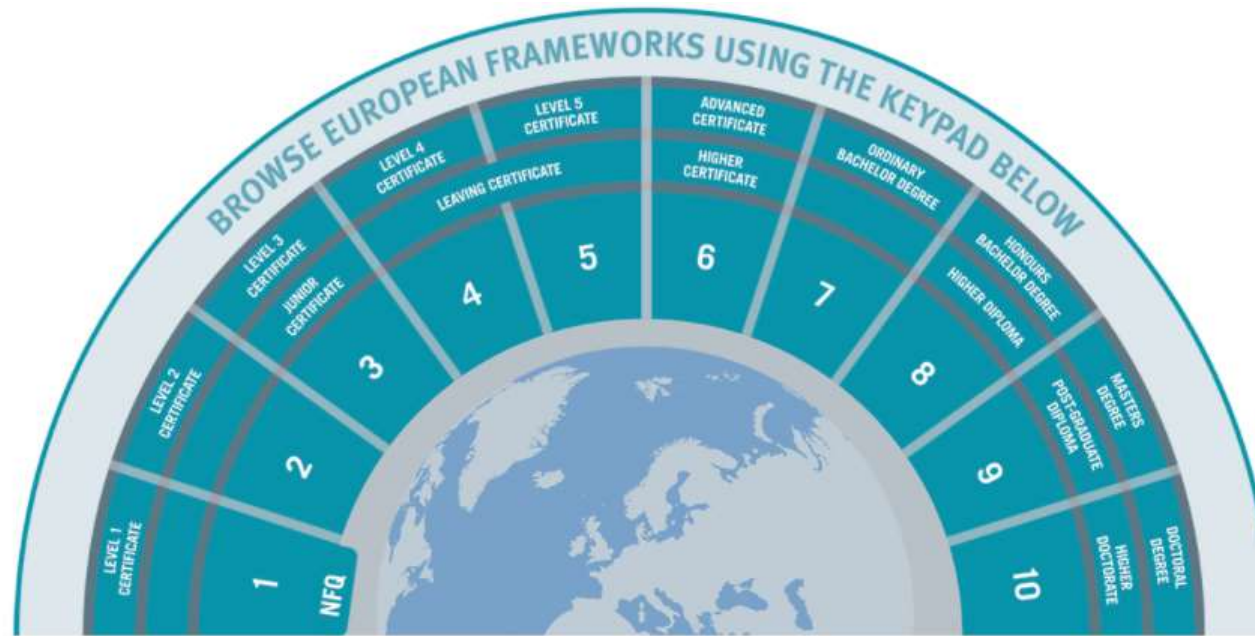 BROWSE EUROPEAN FRAMEWORKS USING THE KEYPAD BELOW
LEVEL 1
CERTIFICATE
1
NFQ
LEVEL 2
CERTIFICATE
2
LEVEL 3
CERTIFICATE
JUNIOR
CERTIFICATE
3
LEVEL 4
CERTIFICATE
LEAVING CERTIFICATE
4
LEVEL 5
CERTIFICATE
5
ADVANCED
CERTIFICATE
HIGHER
CERTIFICATE
6
ORDINARY
BACHELOR DEGREE
7
HONOURS
BACHELOR DEGREE
HIGHER DIPLOMA
8
MASTERS
DEGREE
POST-GRADUATE
DIPLOMA
9
DOCTORAL
DEGREE
HIGHER
DOCTORATE
10